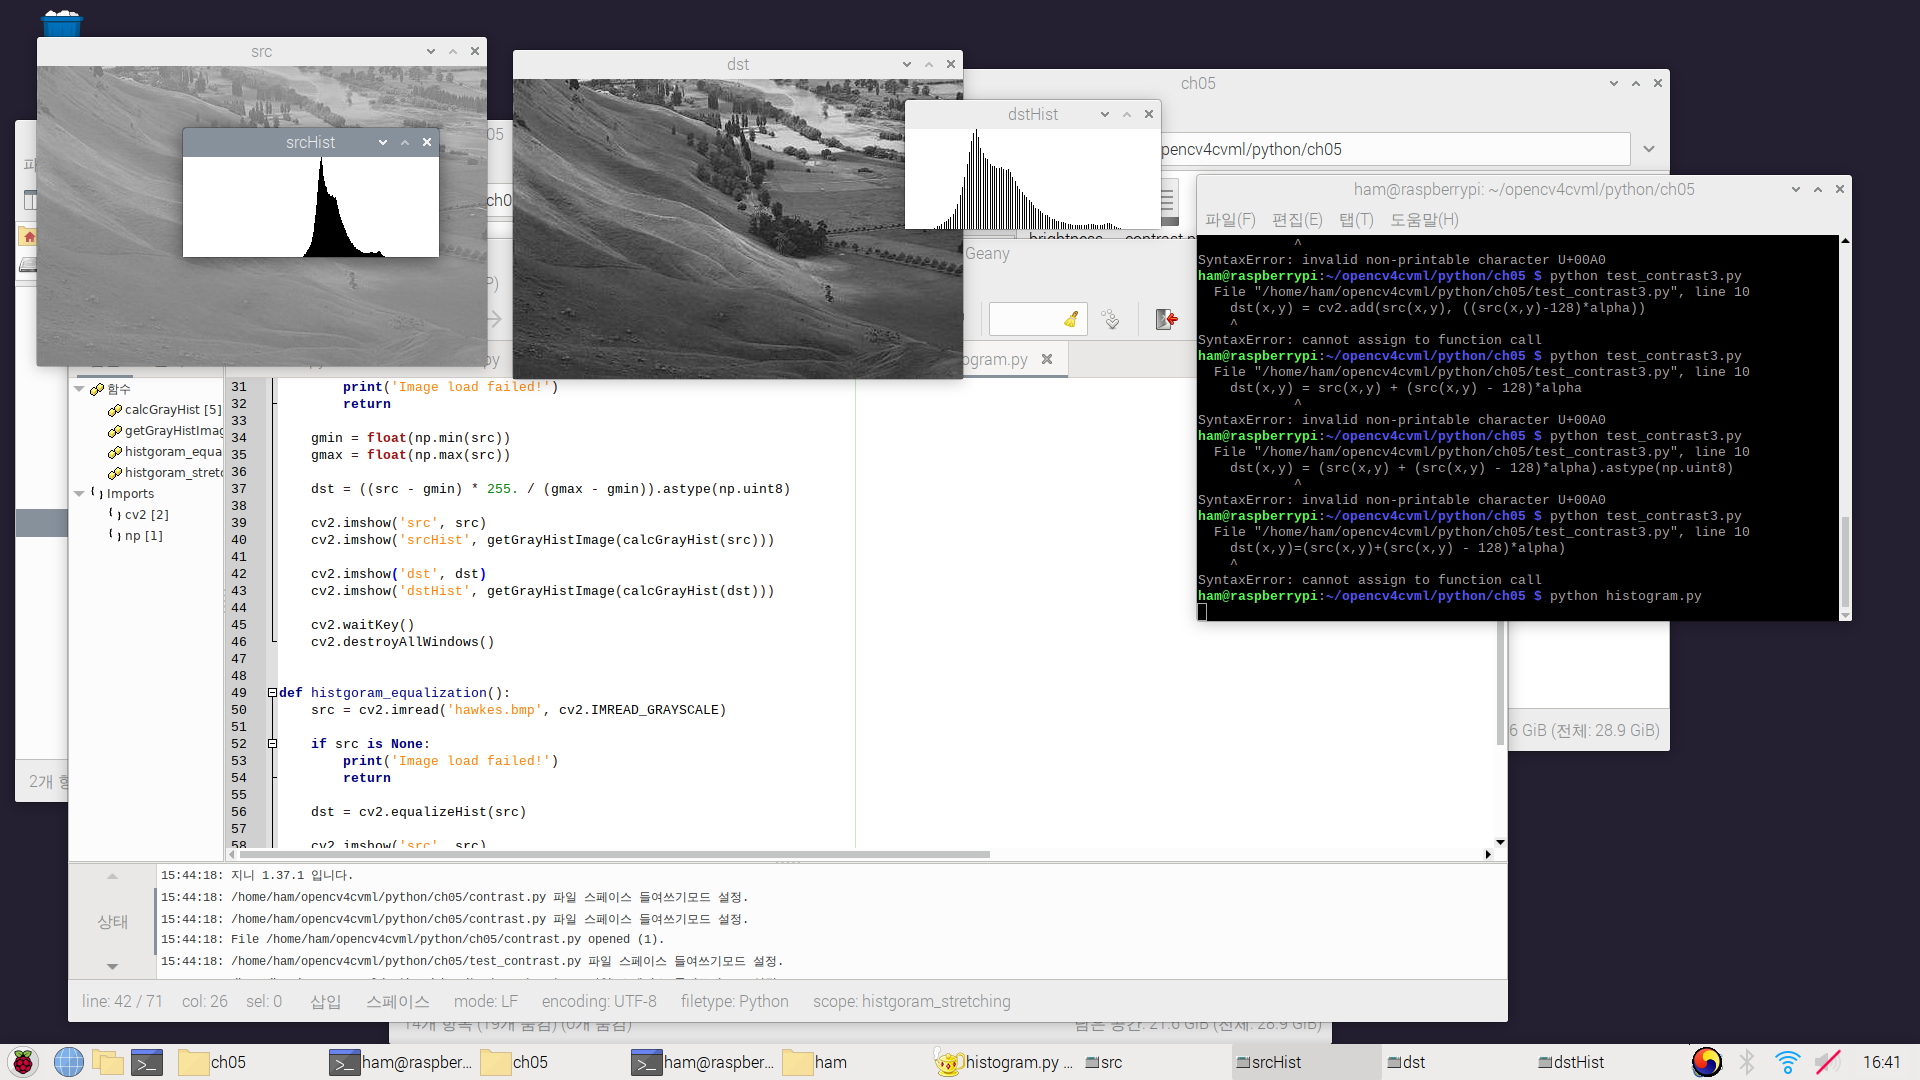 src
srcHist
dst
dstHist
ch05
pencv4cvml/python/ch05
ham@raspberrypi: ~/opencv4cvml/python/ch05
파일(F) 편집(E) 탭(T) 도움말(H)
^
SyntaxError: invalid non-printable character U+00A0
ham@raspberrypi:~/opencv4cvml/python/ch05 $ python test_contrast3.py
File "/home/ham/opencv4cvml/python/ch05/test_contrast3.py", line 10
dst(x,y) = cv2.add(src(x,y), ((src(x,y)-128)*alpha))
^
SyntaxError: cannot assign to function call
ham@raspberrypi:~/opencv4cvml/python/ch05 $ python test_contrast3.py
File "/home/ham/opencv4cvml/python/ch05/test_contrast3.py", line 10
dst(x,y) = src(x,y) + (src(x,y) - 128)*alpha
^
SyntaxError: invalid non-printable character U+00A0
ham@raspberrypi:~/opencv4cvml/python/ch05 $ python test_contrast3.py
File "/home/ham/opencv4cvml/python/ch05/test_contrast3.py", line 10
dst(x,y) = (src(x,y) + (src(x,y) - 128)*alpha).astype(np.uint8)
^
SyntaxError: invalid non-printable character U+00A0
ham@raspberrypi:~/opencv4cvml/python/ch05 $ python test_contrast3.py
File "/home/ham/opencv4cvml/python/ch05/test_contrast3.py", line 10
dst(x,y)=(src(x,y)+(src(x,y) - 128)*alpha)
^
SyntaxError: cannot assign to function call
ham@raspberrypi:~/opencv4cvml/python/ch05 $ python histogram.py
Geany
ogram.py
함수
calcGrayHist [5]
getGrayHistImag
histgoram_equa
histgoram_stretc
Imports
cv2 [2]
np [1]
31 print('Image load failed!')
32 return
33
34 gmin = float(np.min(src))
35 gmax = float(np.max(src))
36
37 dst = ((src - gmin) * 255. / (gmax - gmin)).astype(np.uint8)
38
39 cv2.imshow('src', src)
40 cv2.imshow('srcHist', getGrayHistImage(calcGrayHist(src)))
41
42 cv2.imshow('dst', dst)
43 cv2.imshow('dstHist', getGrayHistImage(calcGrayHist(dst)))
44
45 cv2.waitKey()
46 cv2.destroyAllWindows()
47
48
49 def histgoram_equalization():
50 src = cv2.imread('hawkes.bmp', cv2.IMREAD_GRAYSCALE)
51
52 if src is None:
53 print('Image load failed!')
54 return
55
56 dst = cv2.equalizeHist(src)
57
58 cv2.imshow('src', src)
6 GiB (전체: 28.9 GiB)
2개 항
상태
15:44:18: 지니 1.37.1 입니다.
15:44:18: /home/ham/opencv4cvml/python/ch05/contrast.py 파일 스페이스 들여쓰기모드 설정.
15:44:18: /home/ham/opencv4cvml/python/ch05/contrast.py 파일 스페이스 들여쓰기모드 설정.
15:44:18: File /home/ham/opencv4cvml/python/ch05/contrast.py opened (1).
15:44:18: /home/ham/opencv4cvml/python/ch05/test_contrast.py 파일 스페이스 들여쓰기모드 설정.
line: 42 / 71 col: 26 sel: 0 삽입 스페이스 mode: LF encoding: UTF-8 filetype: Python scope: histgoram_stretching
14개 항목 (19개 숨김) (0개 숨김) 남은 공간: 21.6 GiB (전체: 28.9 GiB)
ch05 ham@raspber... ch05 ham@raspber... ham histogram.py ... src srcHist dst dstHist 16:41